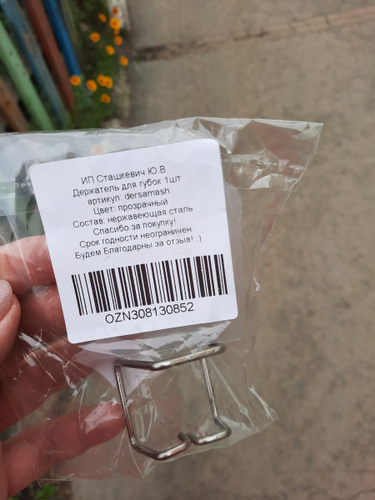 ИП Сташкевич Ю.В.
Держатель для губок 1шт
артикул: dersamash
Цвет: прозрачный
Состав: нержавеющая сталь
Спасибо за покупку!
Срок годности неограничен.
Будем Благодарны за отзыв! :)
OZN308130852